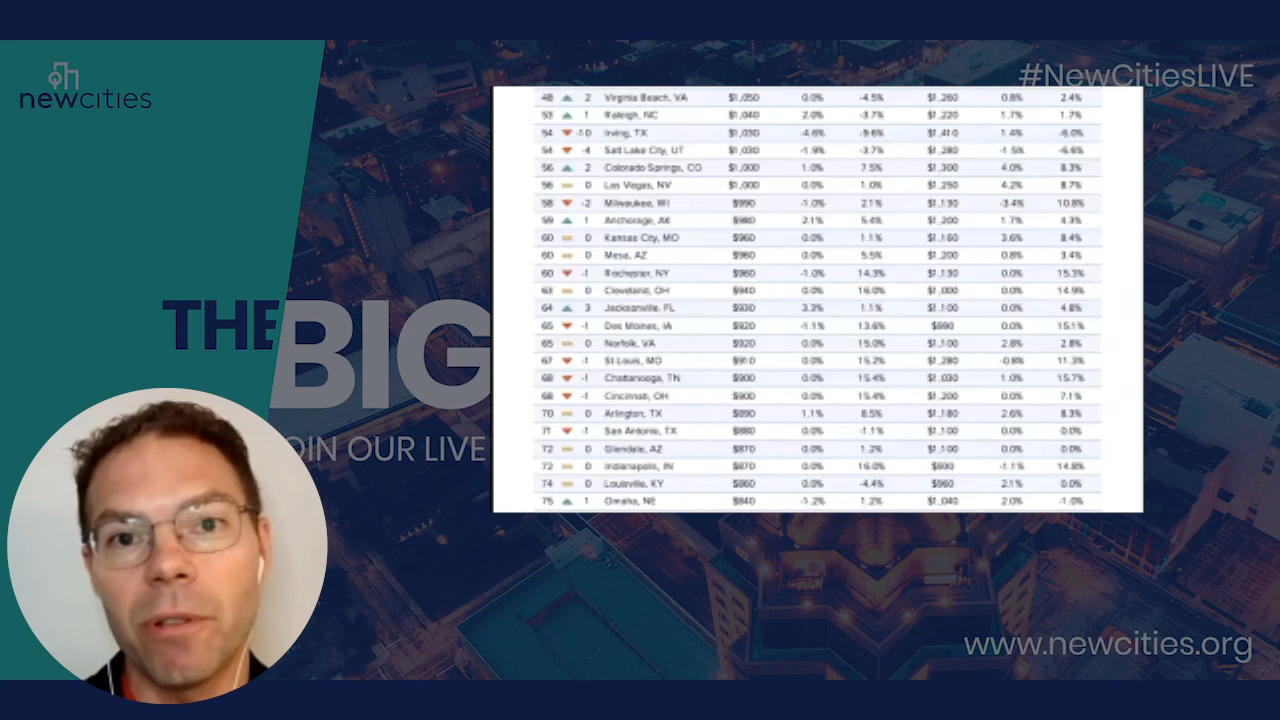 newcities
#NewCitiesLIVE
48 2 Virginia Beach, VA $1,050 0.0% -4.5% $1,260 0.8% 2.4%
53 1 Raleigh, NC $1,040 2.0% -3.7% $1,220 1.7% 1.7%
54 -10 Irving, TX $1,030 -4.6% -9.6% $1,410 1.4% -6.0%
54 -4 Salt Lake City, UT $1,030 -1.9% -3.7% $1,280 -1.5% -6.6%
56 2 Colorado Springs, CO $1,000 1.0% 7.5% $1,300 4.0% 8.3%
56 0 Las Vegas, NV $1,000 0.0% 1.0% $1,250 4.2% 8.7%
58 -2 Milwaukee, WI $990 -1.0% 2.1% $1,130 -3.4% 10.8%
59 1 Anchorage, AK $980 2.1% 5.4% $1,200 1.7% 4.3%
60 0 Kansas City, MO $960 0.0% 1.1% $1,160 3.6% 8.4%
60 0 Mesa, AZ $960 0.0% 5.5% $1,200 0.8% 3.4%
60 -1 Rochester, NY $960 -1.0% 14.3% $1,130 0.0% 15.3%
63 0 Cleveland, OH $940 0.0% 16.0% $1,000 0.0% 14.9%
64 3 Jacksonville, FL $930 3.3% 1.1% $1,100 0.0% 4.8%
65 -1 Des Moines, IA $920 -1.1% 13.6% $990 0.0% 15.1%
65 0 Norfolk, VA $920 0.0% 15.0% $1,100 2.8% 2.8%
67 -1 St Louis, MO $910 0.0% 15.2% $1,280 -0.8% 11.3%
68 -1 Chattanooga, TN $900 0.0% 15.4% $1,030 1.0% 15.7%
68 -1 Cincinnati, OH $900 0.0% 15.4% $1,200 0.0% 7.1%
70 0 Arlington, TX $890 1.1% 8.5% $1,180 2.6% 8.3%
71 -1 San Antonio, TX $880 0.0% -1.1% $1,100 0.0% 0.0%
72 0 Glendale, AZ $870 0.0% 1.2% $1,100 0.0% 0.0%
72 0 Indianapolis, IN $870 0.0% 16.0% $930 -1.1% 14.8%
74 0 Louisville, KY $860 0.0% -4.4% $960 2.1% 0.0%
75 1 Omaha, NE $840 -1.2% 1.2% $1,040 2.0% -1.0%
THE BIG
OIN OUR LIVE
www.newcities.org